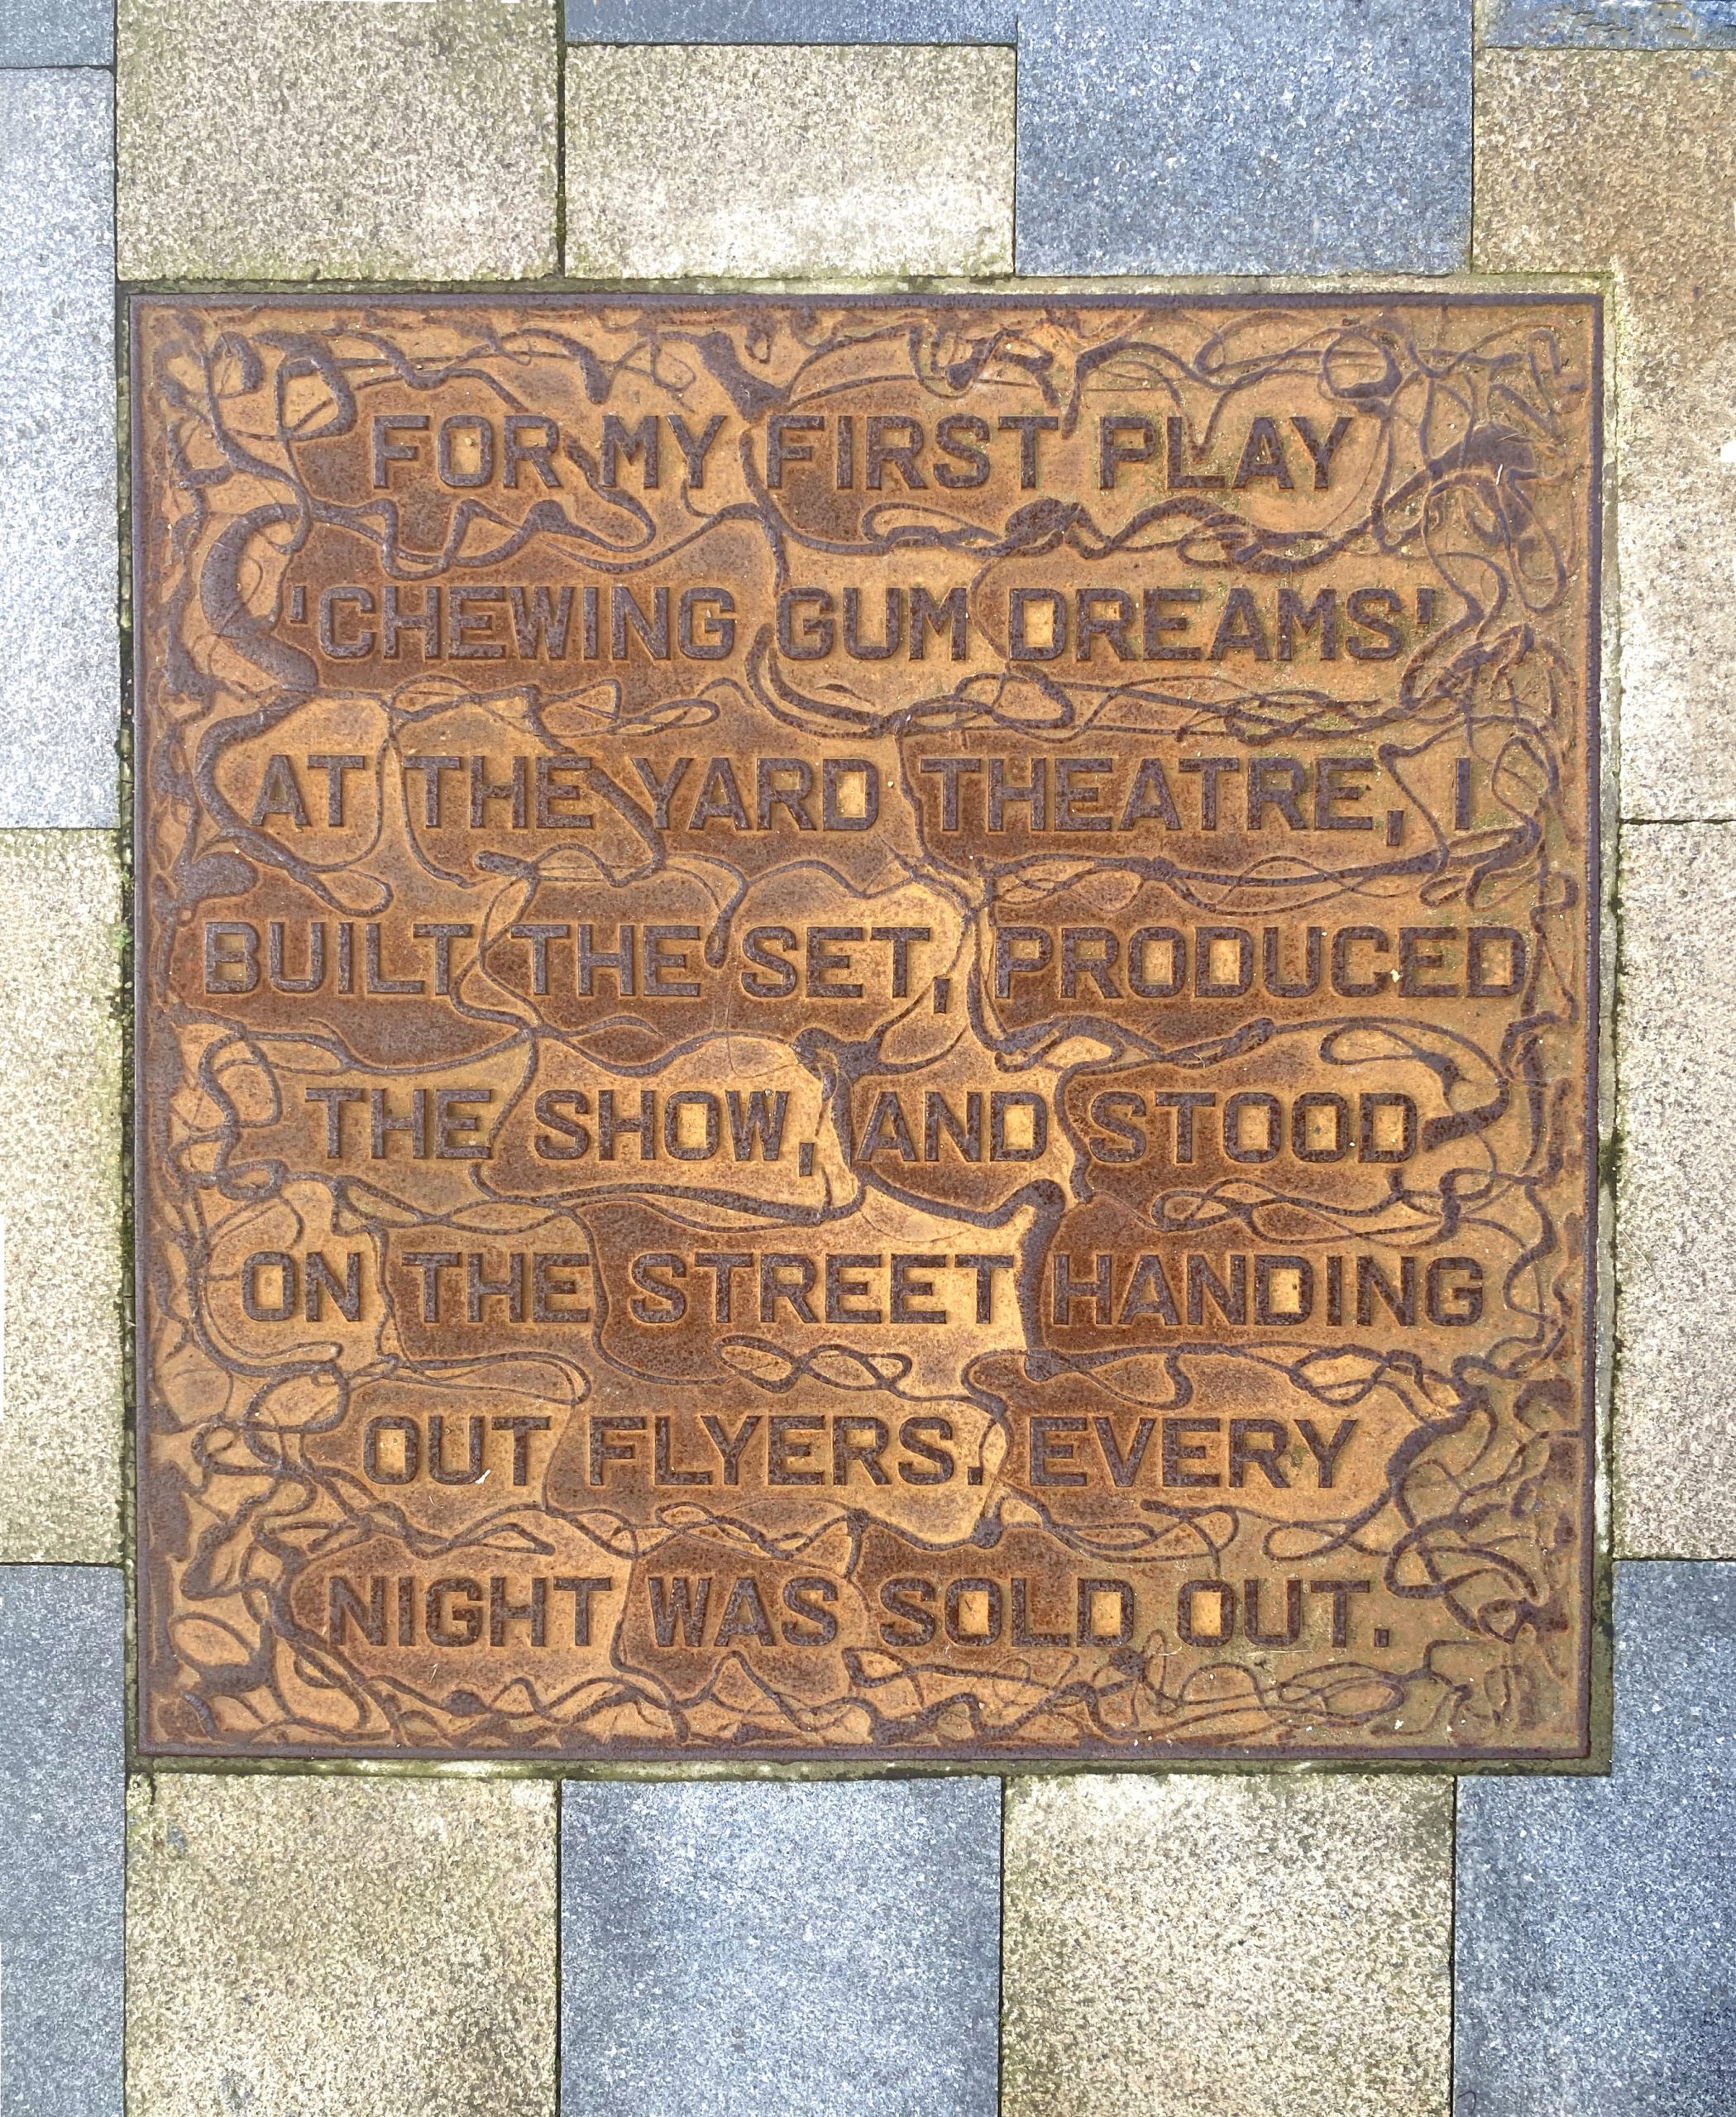 FOR MY FIRST PLAY
'CHEWING GUM DREAMS'
AT THE YARD THEATRE, I
BUILT THE SET, PRODUCED
THE SHOW, AND STOOD
ON THE STREET HANDING
OUT FLYERS. EVERY
NIGHT WAS SOLD OUT.